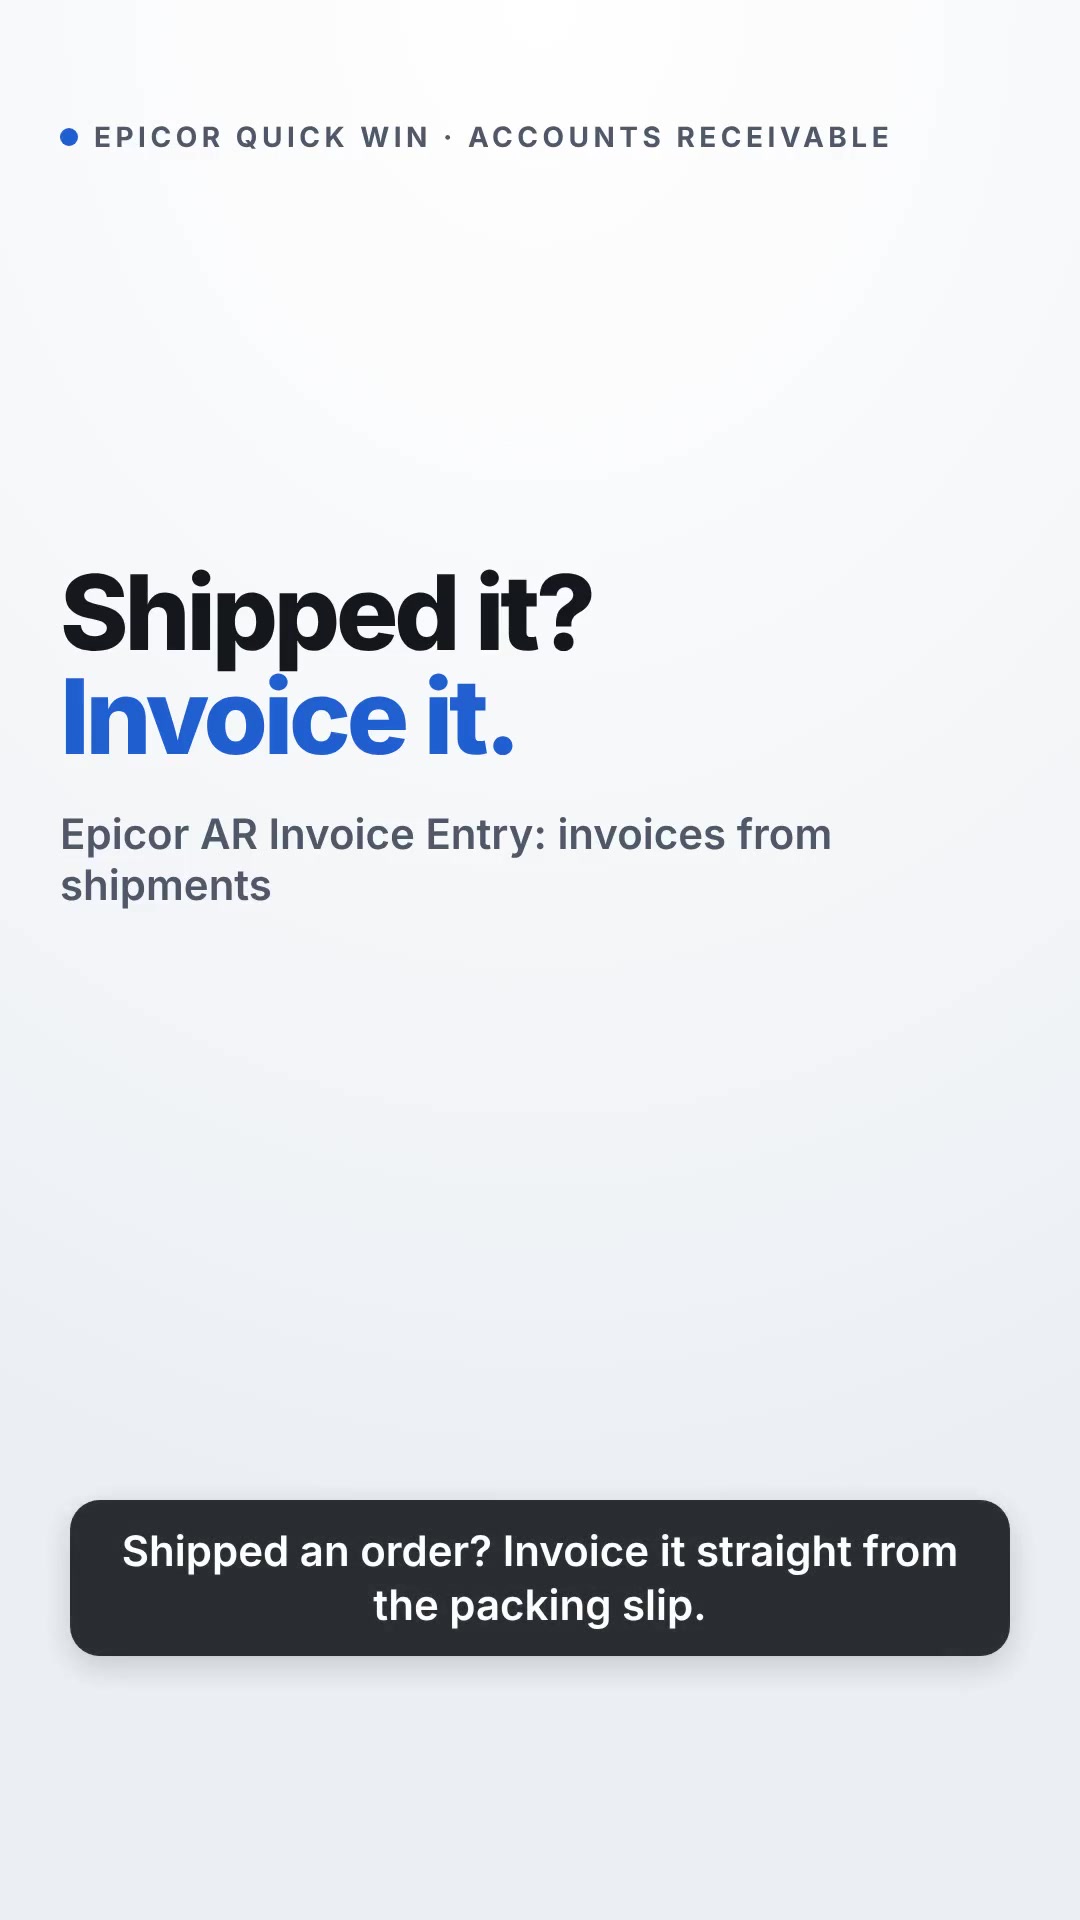 EPICOR QUICK WIN · ACCOUNTS RECEIVABLE
Shipped it?
Invoice it.
Epicor AR Invoice Entry: invoices from
shipments
Shipped an order? Invoice it straight from
the packing slip.